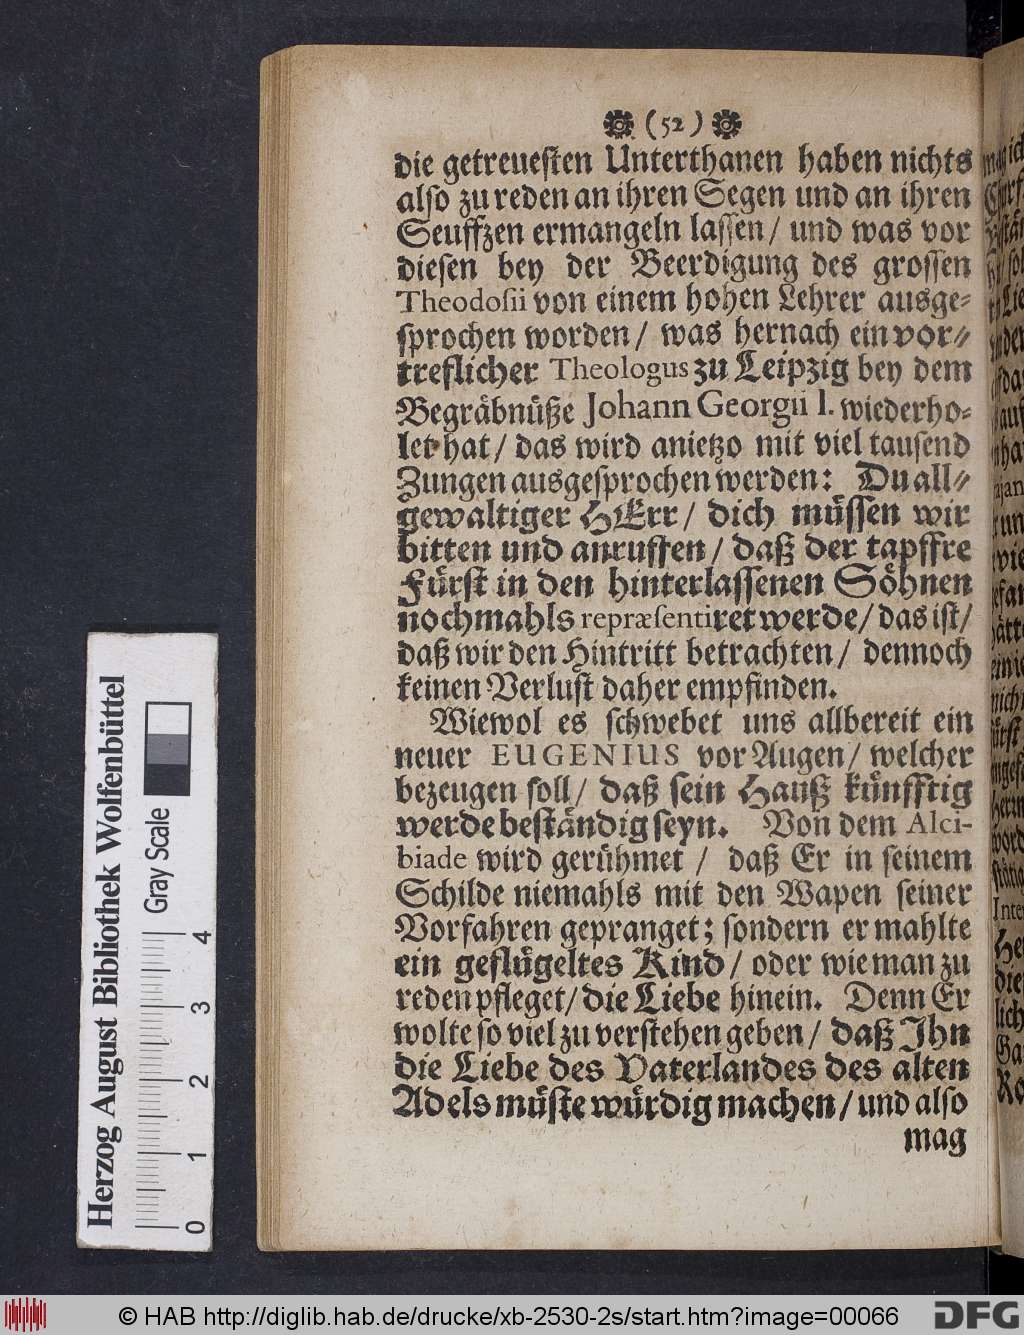 (52)
die getreuesten Unterthanen haben nichts
also zu reden an ihren Segen und an ihren
Seuffzen ermangeln lassen / und was vor
diesen bey der Beerdigung des grossen
Theodosii von einem hohen Lehrer ausge-
sprochen worden / was hernach ein vor-
treflicher Theologus zu Leipzig bey dem
Begräbnüße Johann Georgii I. wiederho-
let hat / das wird anietzo mit viel tausend
Zungen ausgesprochen werden: Du all-
gewaltiger HErr / dich müssen wir
bitten und anruffen / daß der tapffre
Fürst in den hinterlassenen Söhnen
nochmahls repræsentiret werde / das ist /
daß wir den Hintritt betrachten / dennoch
keinen Verlust daher empfinden.
Wiewol es schwebet uns allbereit ein
neuer EUGENIUS vor Augen / welcher
bezeugen soll / daß sein Hauß künfftig
werde beständig seyn. Von dem Alci-
biade wird gerühmet / daß Er in seinem
Schilde niemahls mit den Wapen seiner
Vorfahren gepranget; sondern er mahlte
ein geflügeltes Kind / oder wie man zu
reden pfleget / die Liebe hinein. Denn Er
wolte so viel zu verstehen geben / daß Ihn
die Liebe des Vaterlandes des alten
Adels müste würdig machen / und also
mag
Herzog August Bibliothek Wolfenbüttel
Gray Scale
0 1 2 3 4
© HAB http://diglib.hab.de/drucke/xb-2530-2s/start.htm?image=00066
DFG